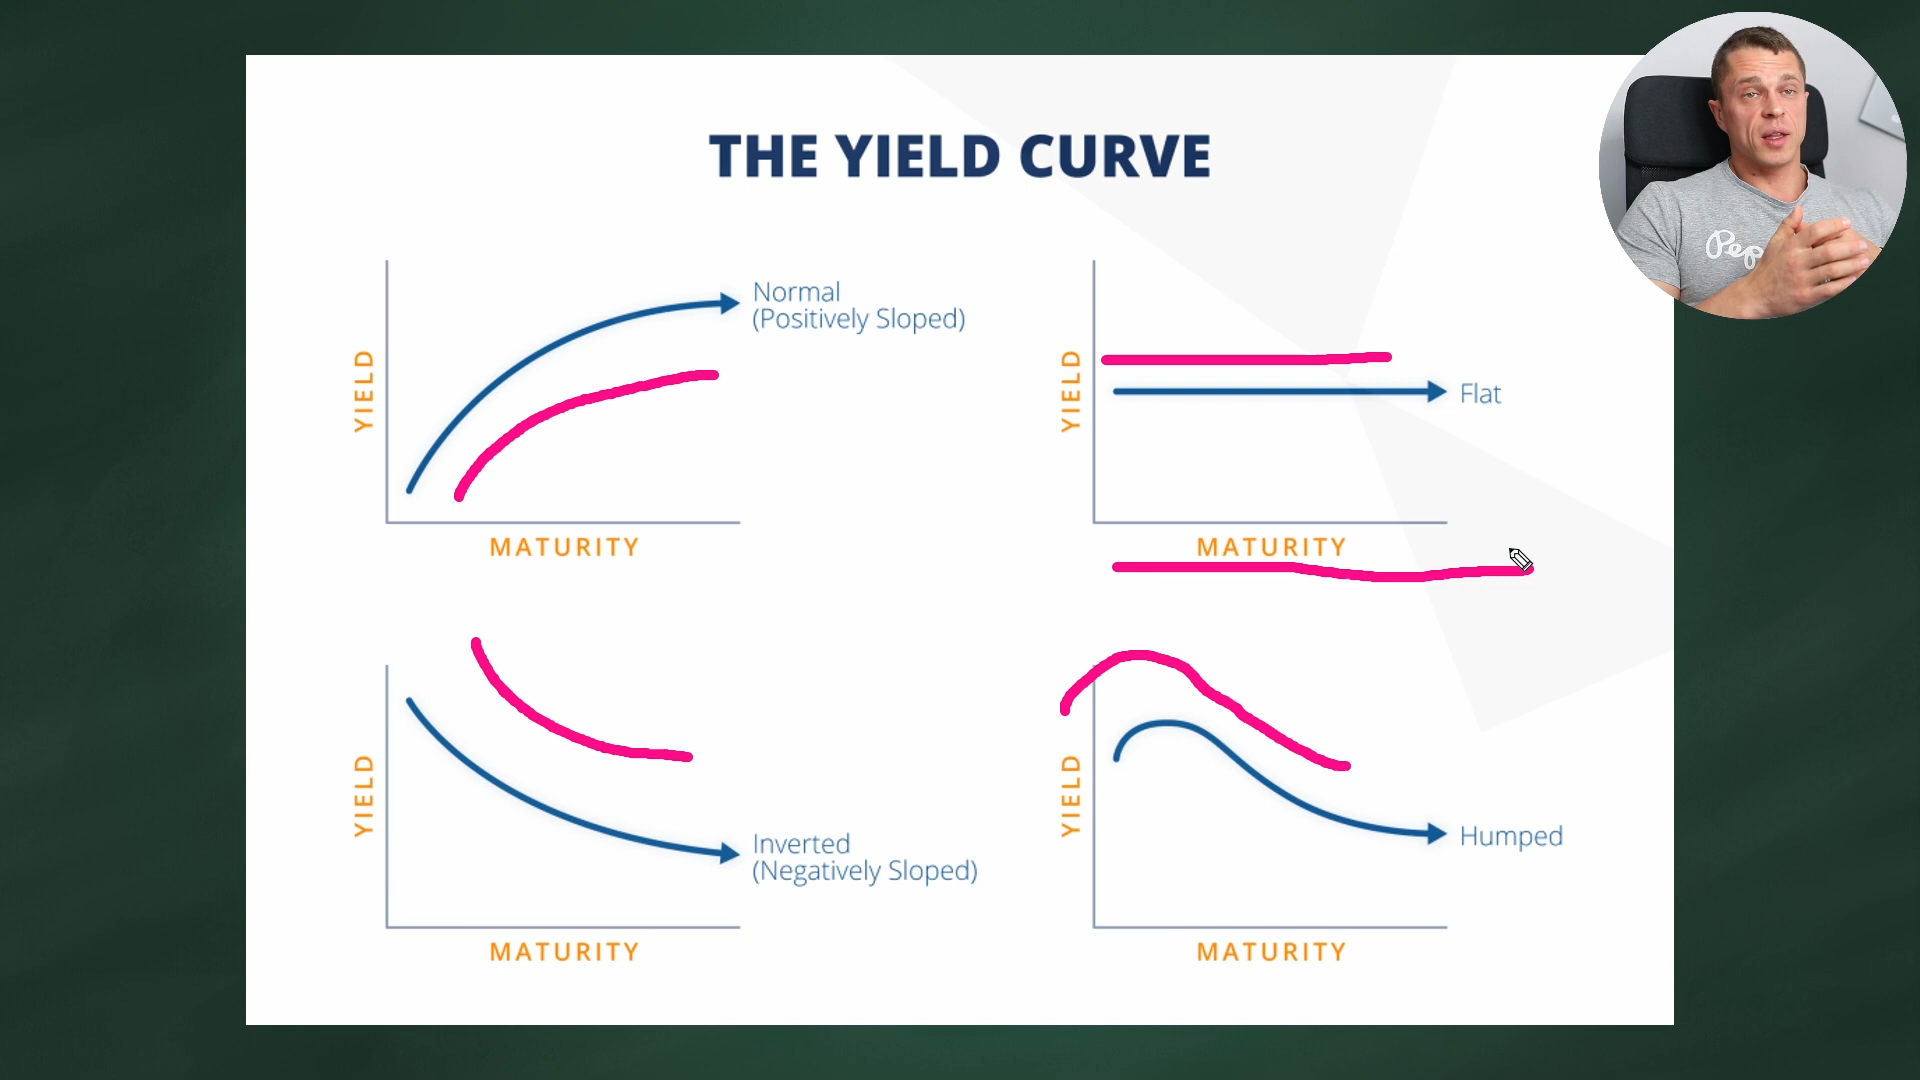 THE YIELD CURVE
YIELD
Normal
(Positively Sloped)
MATURITY
YIELD
Flat
MATURITY
YIELD
Inverted
(Negatively Sloped)
MATURITY
YIELD
Humped
MATURITY
Pep